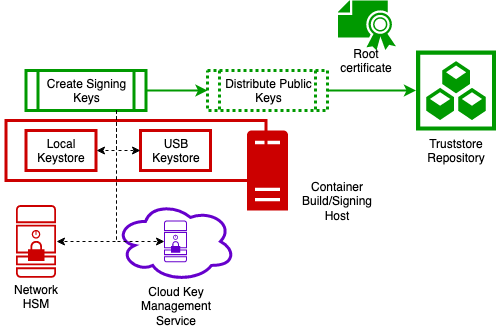 Root
certificate
Create Signing
Keys
Distribute Public
Keys
Truststore
Repository
Local
Keystore
USB
Keystore
Container
Build/Signing
Host
Network
HSM
Cloud Key
Management
Service